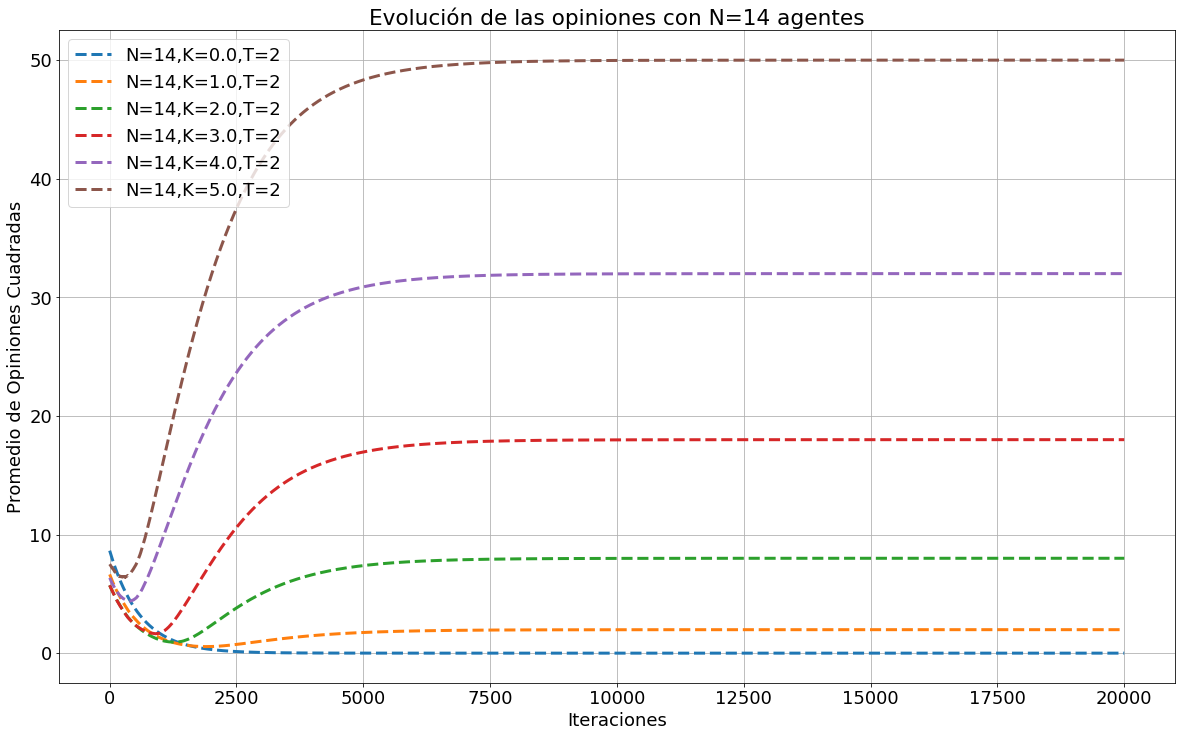 Evolución de las opiniones con N=14 agentes
N=14,K=0.0,T=2
N=14,K=1.0,T=2
N=14,K=2.0,T=2
N=14,K=3.0,T=2
N=14,K=4.0,T=2
N=14,K=5.0,T=2
Promedio de Opiniones Cuadradas
50
40
30
20
10
0
0 2500 5000 7500 10000 12500 15000 17500 20000
Iteraciones